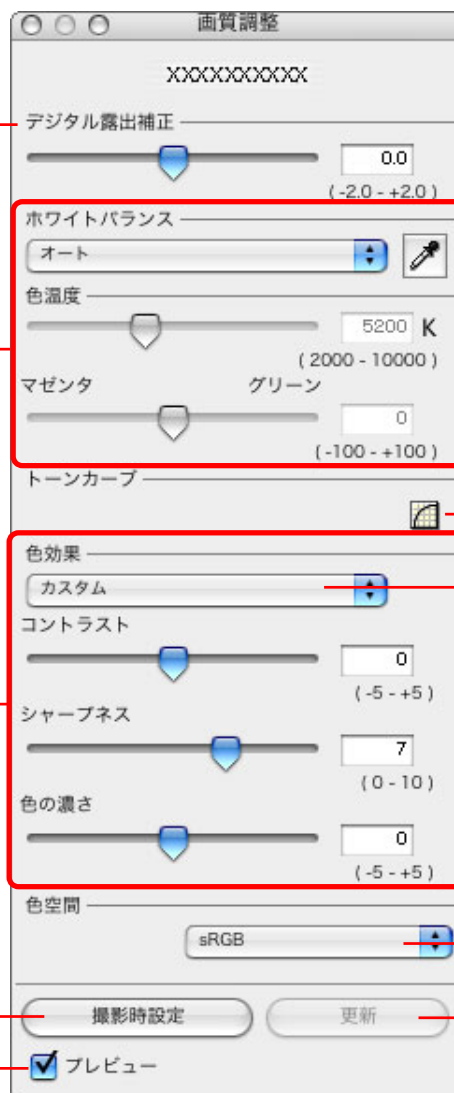 画質調整
XXXXXXXXXXX
デジタル露出補正
0.0
(-2.0 - +2.0)
ホワイトバランス
オート
色温度
5200 K
(2000 - 10000)
マゼンタ グリーン
0
(-100 - +100)
トーンカーブ
色効果
カスタム
コントラスト
0
(-5 - +5)
シャープネス
7
(0 - 10)
色の濃さ
0
(-5 - +5)
色空間
sRGB
撮影時設定 更新
プレビュー